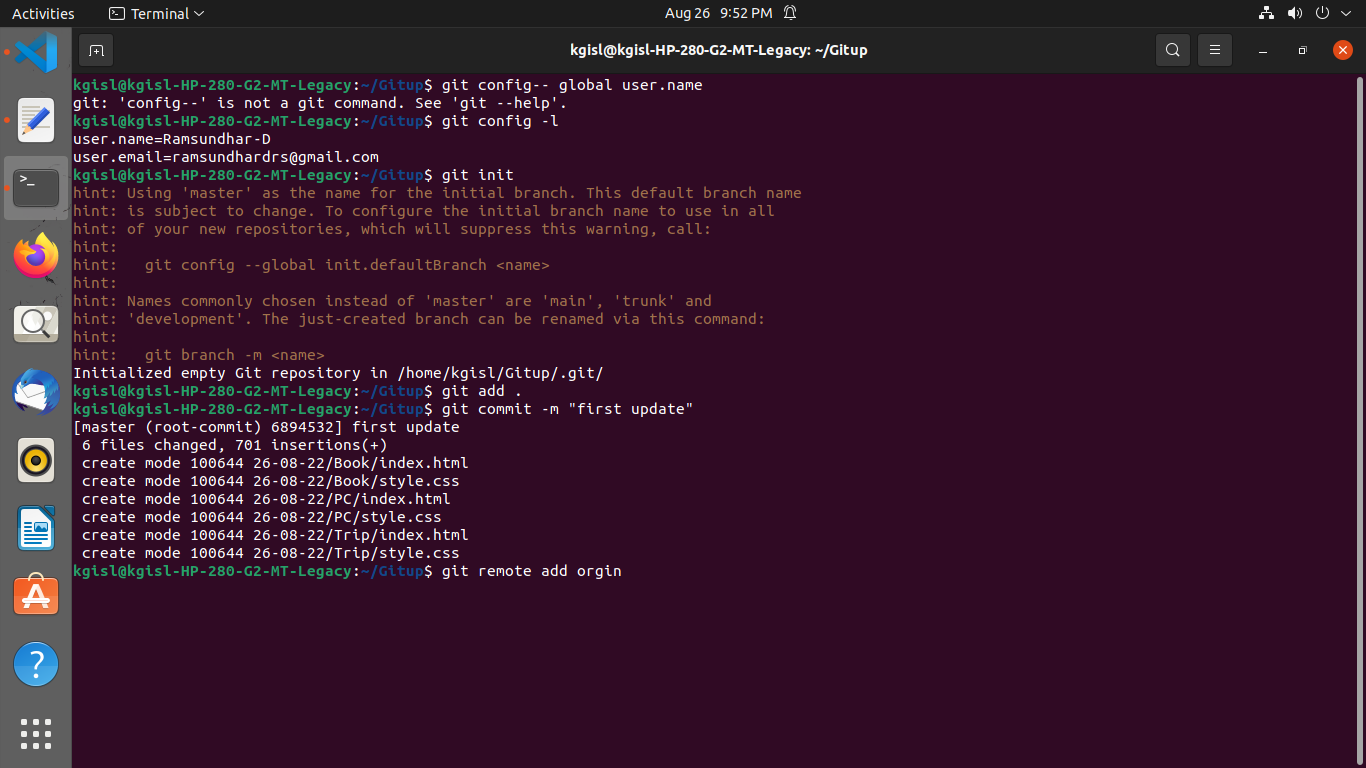 Activities
Terminal
Aug 26 9:52 PM
kgisl@kgisl-HP-280-G2-MT-Legacy: ~/Gitup
kgisl@kgisl-HP-280-G2-MT-Legacy:~/Gitup$ git config-- global user.name
git: 'config--' is not a git command. See 'git --help'.
kgisl@kgisl-HP-280-G2-MT-Legacy:~/Gitup$ git config -l
user.name=Ramsundhar-D
user.email=ramsundhardrs@gmail.com
kgisl@kgisl-HP-280-G2-MT-Legacy:~/Gitup$ git init
hint: Using 'master' as the name for the initial branch. This default branch name
hint: is subject to change. To configure the initial branch name to use in all
hint: of your new repositories, which will suppress this warning, call:
hint:
hint:   git config --global init.defaultBranch <name>
hint:
hint: Names commonly chosen instead of 'master' are 'main', 'trunk' and
hint: 'development'. The just-created branch can be renamed via this command:
hint:
hint:   git branch -m <name>
Initialized empty Git repository in /home/kgisl/Gitup/.git/
kgisl@kgisl-HP-280-G2-MT-Legacy:~/Gitup$ git add .
kgisl@kgisl-HP-280-G2-MT-Legacy:~/Gitup$ git commit -m "first update"
[master (root-commit) 6894532] first update
 6 files changed, 701 insertions(+)
 create mode 100644 26-08-22/Book/index.html
 create mode 100644 26-08-22/Book/style.css
 create mode 100644 26-08-22/PC/index.html
 create mode 100644 26-08-22/PC/style.css
 create mode 100644 26-08-22/Trip/index.html
 create mode 100644 26-08-22/Trip/style.css
kgisl@kgisl-HP-280-G2-MT-Legacy:~/Gitup$ git remote add orgin